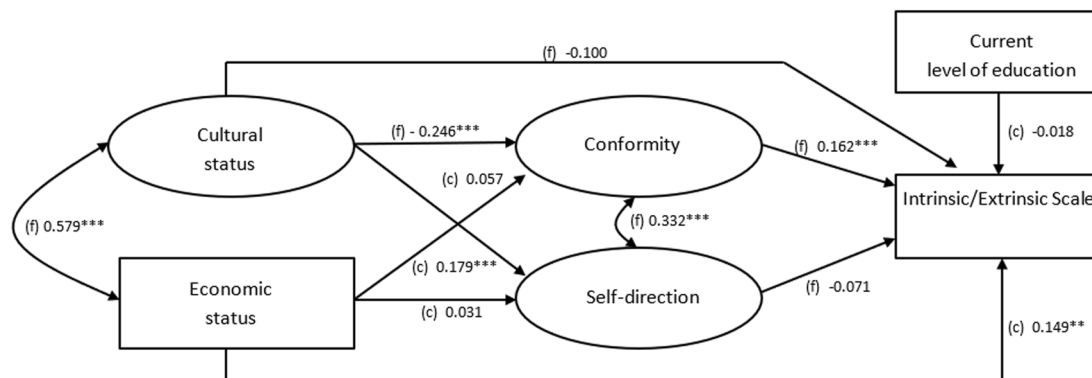 (f) -0.100
Current
level of education
Cultural
status
(f) - 0.246***
Conformity
(f) 0.162***
(c) -0.018
(c) 0.057
Intrinsic/Extrinsic Scale
(f) 0.579***
(f) 0.332***
(c) 0.179***
Economic
status
(c) 0.031
Self-direction
(f) -0.071
(c) 0.149**